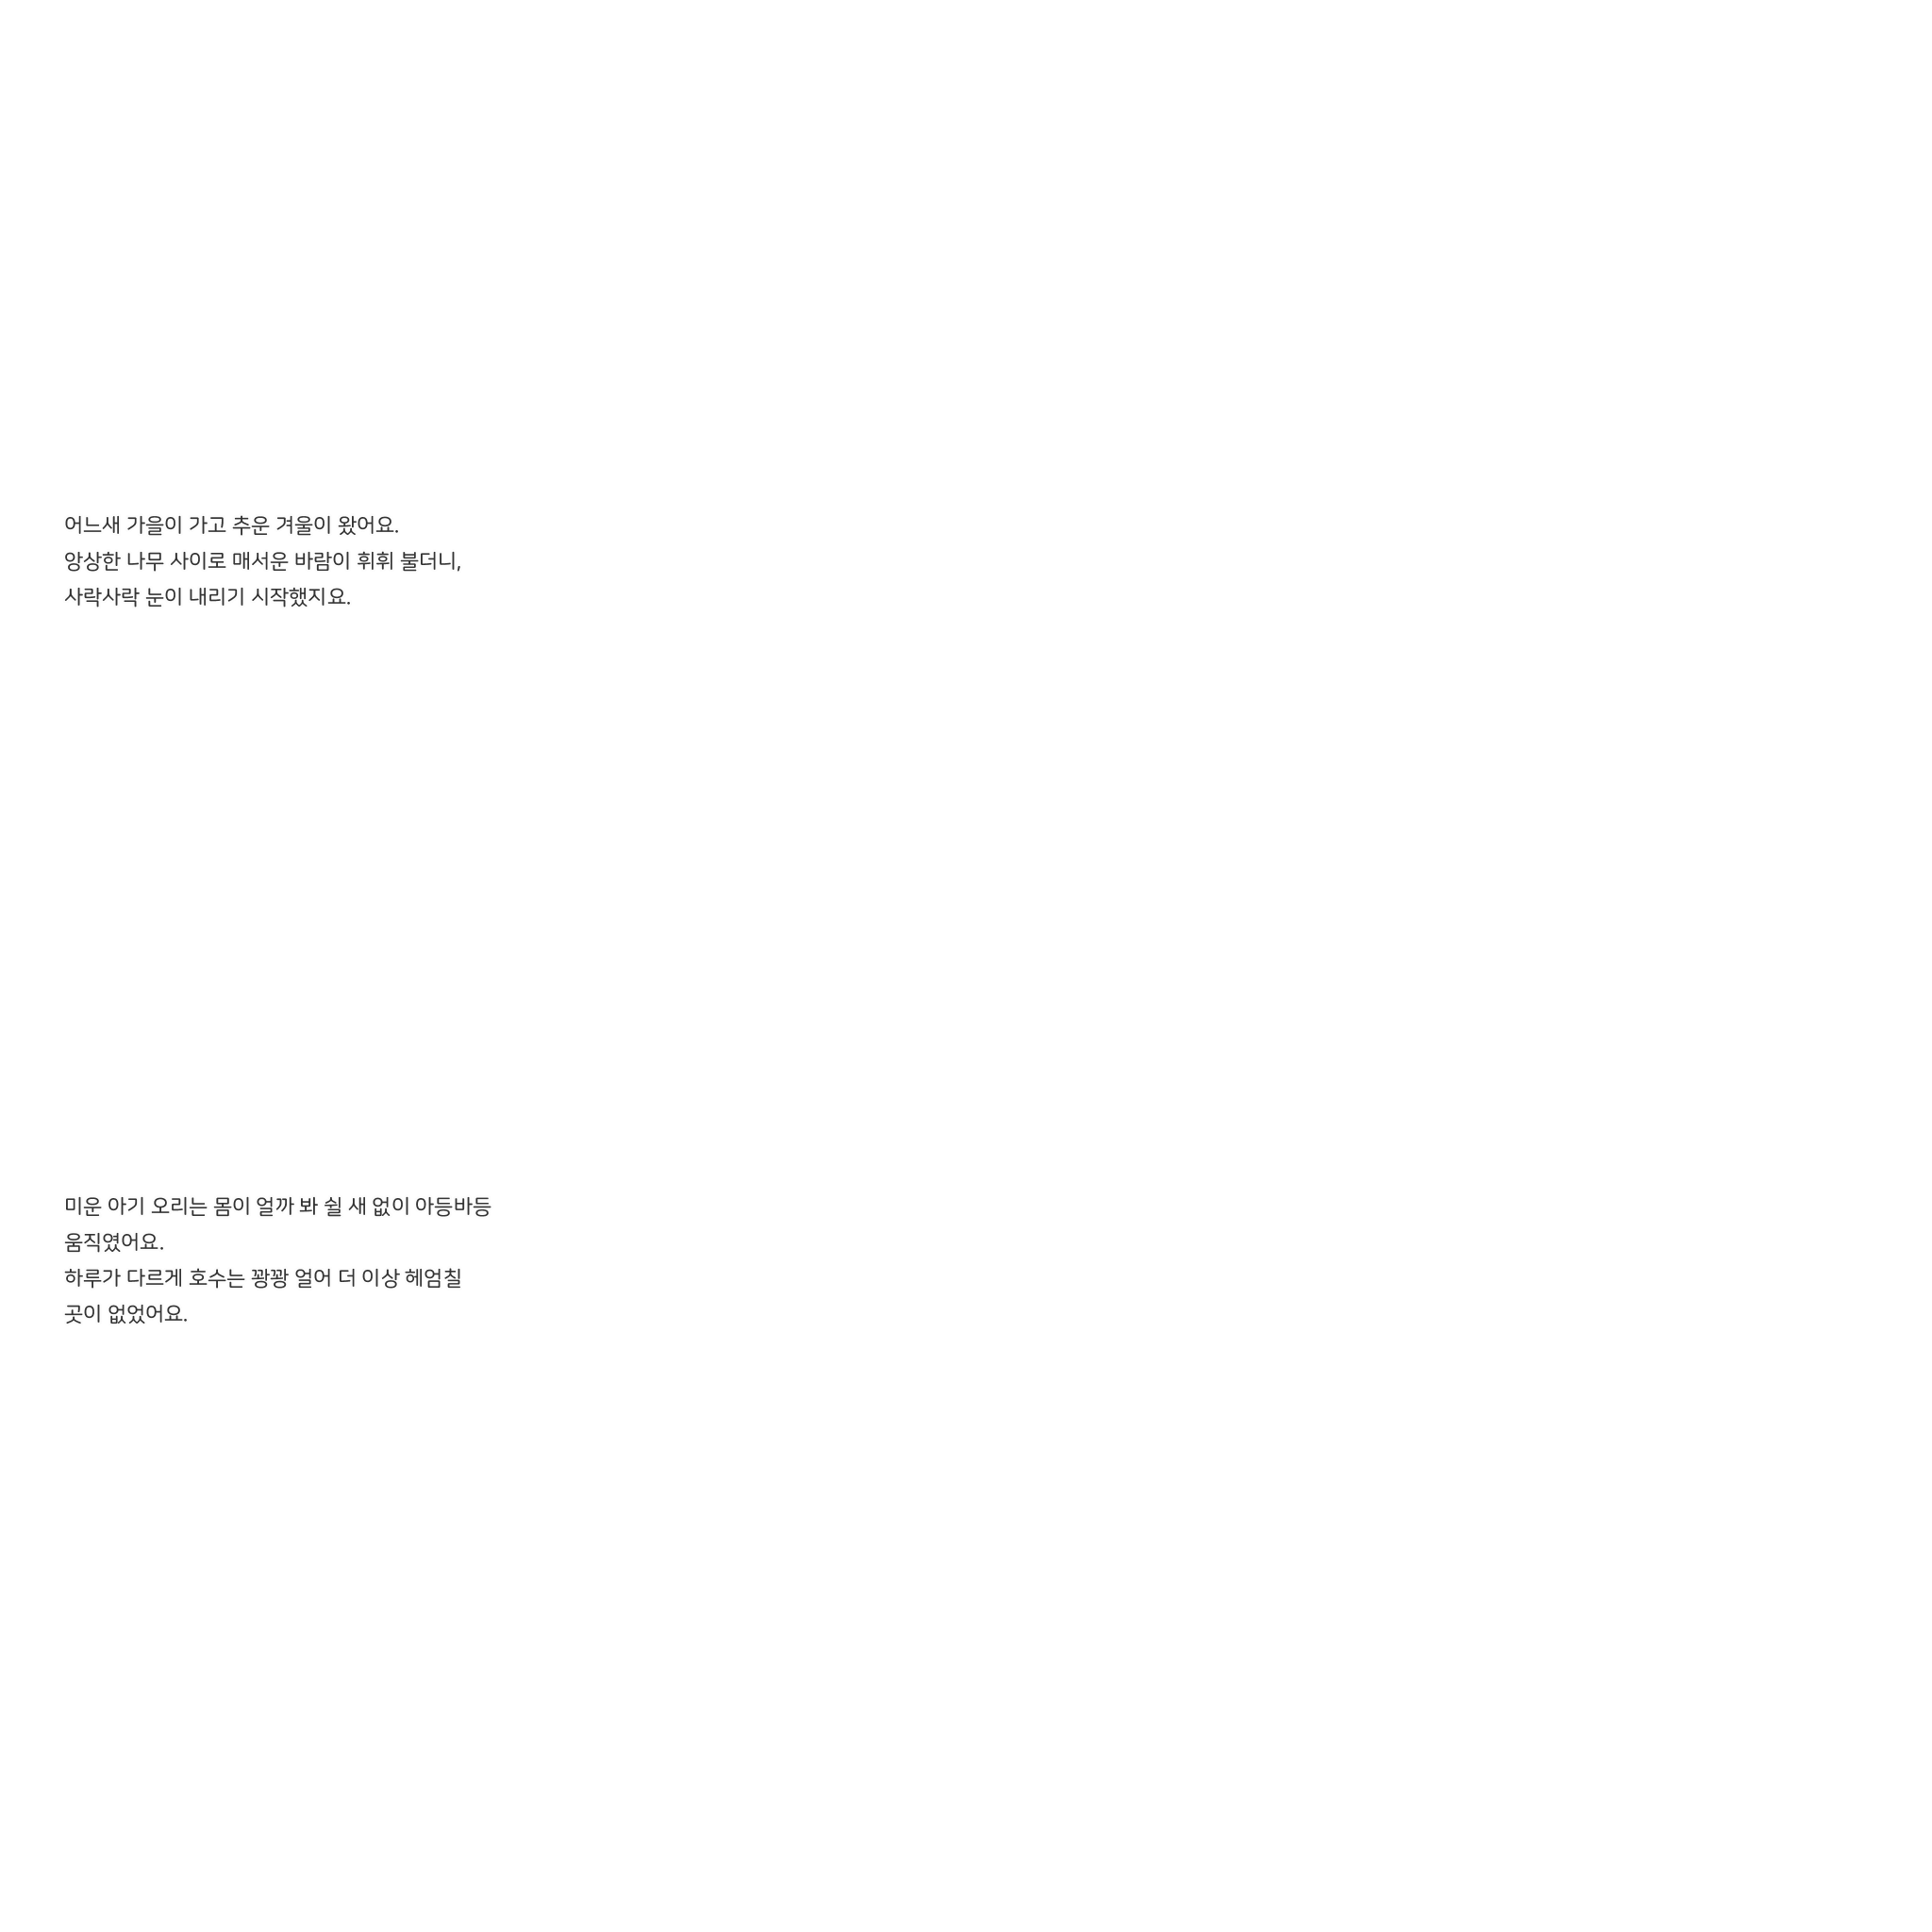 어느새 가을이 가고 추운 겨울이 왔어요.
앙상한 나무 사이로 매서운 바람이 휘휘 불더니,
사락사락 눈이 내리기 시작했지요.
미운 아기 오리는 몸이 얼까 봐 쉴 새 없이 아등바등
움직였어요.
하루가 다르게 호수는 꽝꽝 얼어 더 이상 헤엄칠
곳이 없었어요.